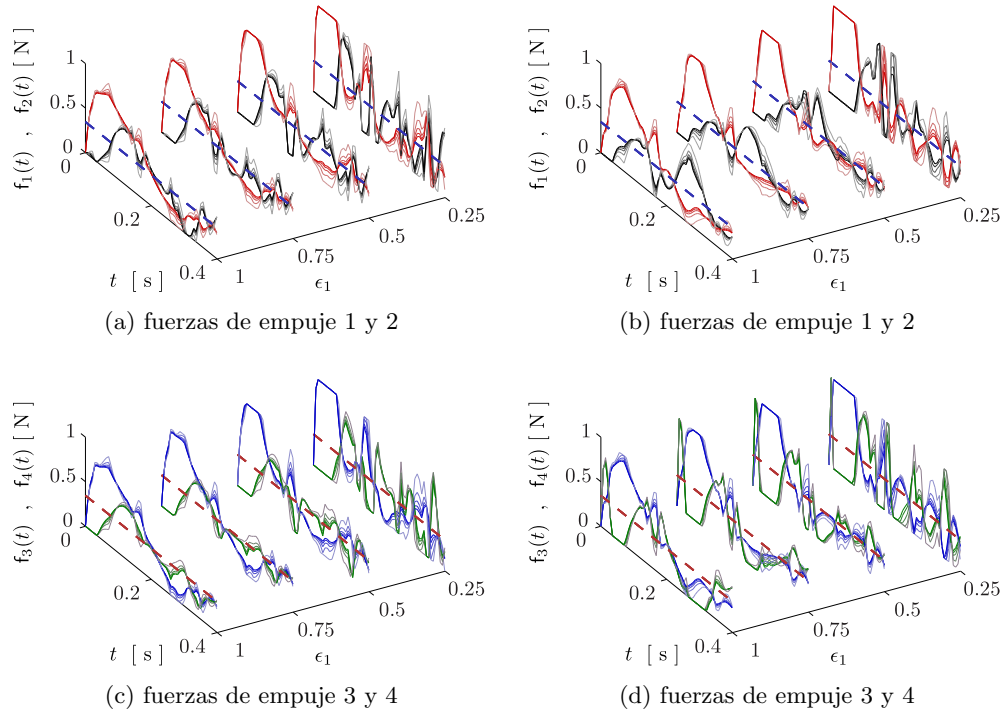 f₁(t) , f₂(t) [ N ]
1
0.5
0
0
0.2
0.4
t [ s ]
1
0.75
0.5
0.25
ϵ₁
(a) fuerzas de empuje 1 y 2
f₁(t) , f₂(t) [ N ]
1
0.5
0
0
0.2
0.4
t [ s ]
1
0.75
0.5
0.25
ϵ₁
(b) fuerzas de empuje 1 y 2
f₃(t) , f₄(t) [ N ]
1
0.5
0
0
0.2
0.4
t [ s ]
1
0.75
0.5
0.25
ϵ₁
(c) fuerzas de empuje 3 y 4
f₃(t) , f₄(t) [ N ]
1
0.5
0
0
0.2
0.4
t [ s ]
1
0.75
0.5
0.25
ϵ₁
(d) fuerzas de empuje 3 y 4